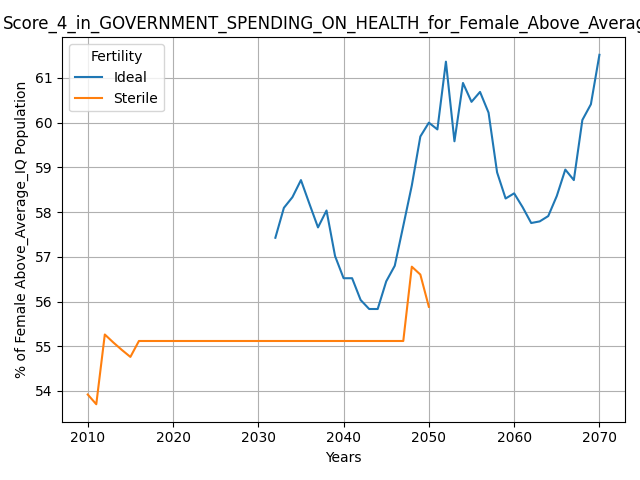 Score_4_in_GOVERNMENT_SPENDING_ON_HEALTH_for_Female_Above_Averag
Fertility
Ideal
Sterile
% of Female Above_Average_IQ Population
61
60
59
58
57
56
55
54
2010 2020 2030 2040 2050 2060 2070
Years